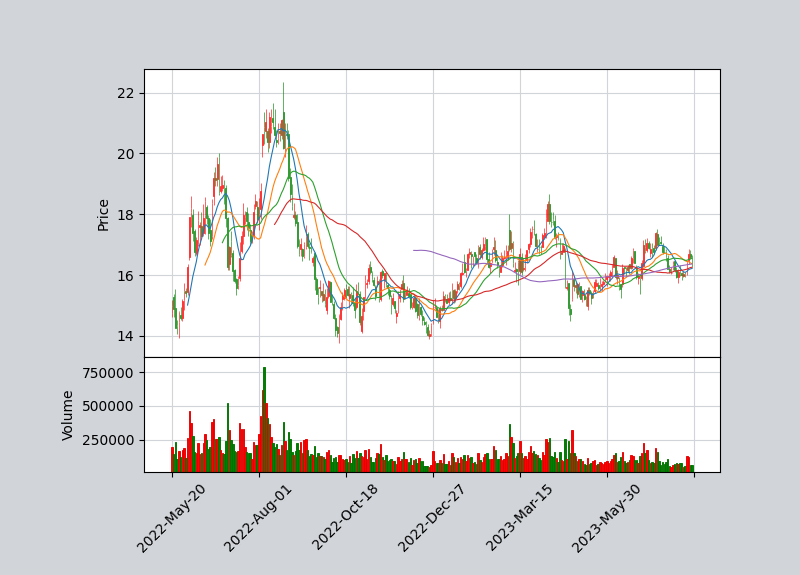 22
20
18
16
14
Price
750000
500000
250000
Volume
2022-May-20
2022-Aug-01
2022-Oct-18
2022-Dec-27
2023-Mar-15
2023-May-30